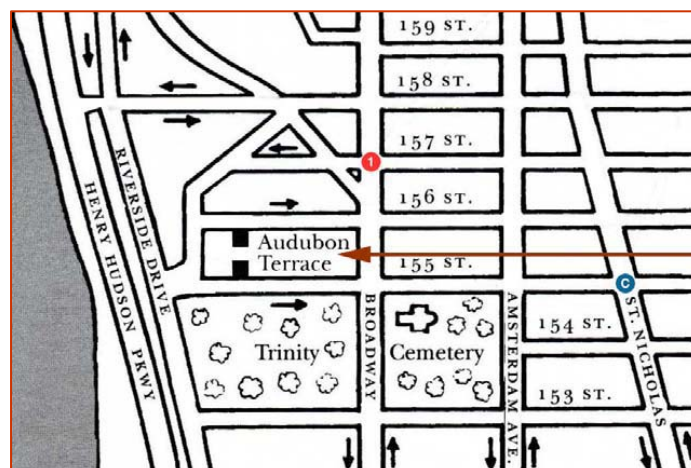 159 ST.
158 ST.
157 ST.
1
156 ST.
Audubon
Terrace
155 ST.
C
RIVERSIDE DRIVE
HENRY HUDSON PKWY
BROADWAY
AMSTERDAM AVE.
ST. NICHOLAS
154 ST.
Trinity
Cemetery
153 ST.